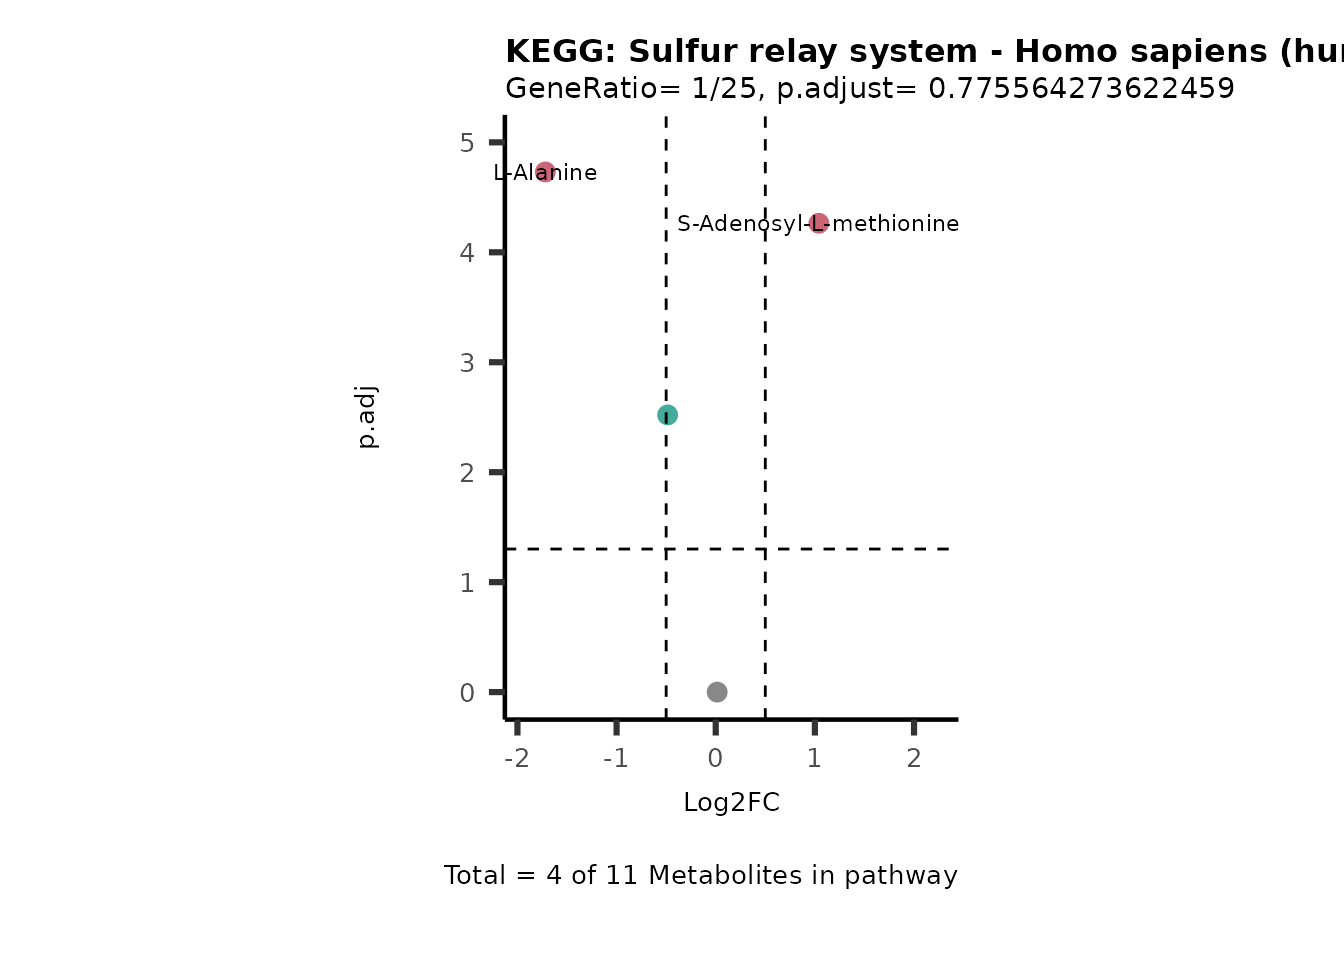 KEGG: Sulfur relay system - Homo sapiens (hu
GeneRatio= 1/25, p.adjust= 0.775564273622459
5
L-Alanine
S-Adenosyl-L-methionine
4
3
p.adj
2
1
0
-2 -1 0 1 2
Log2FC
Total = 4 of 11 Metabolites in pathway